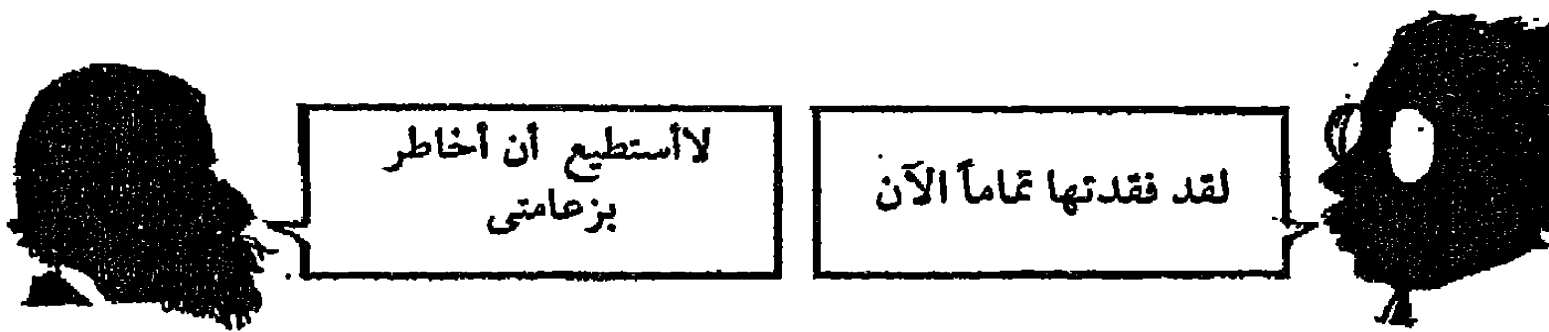 لاأستطيع أن أخاطر
بزعامتى
لقد فقدتها تماماً الآن